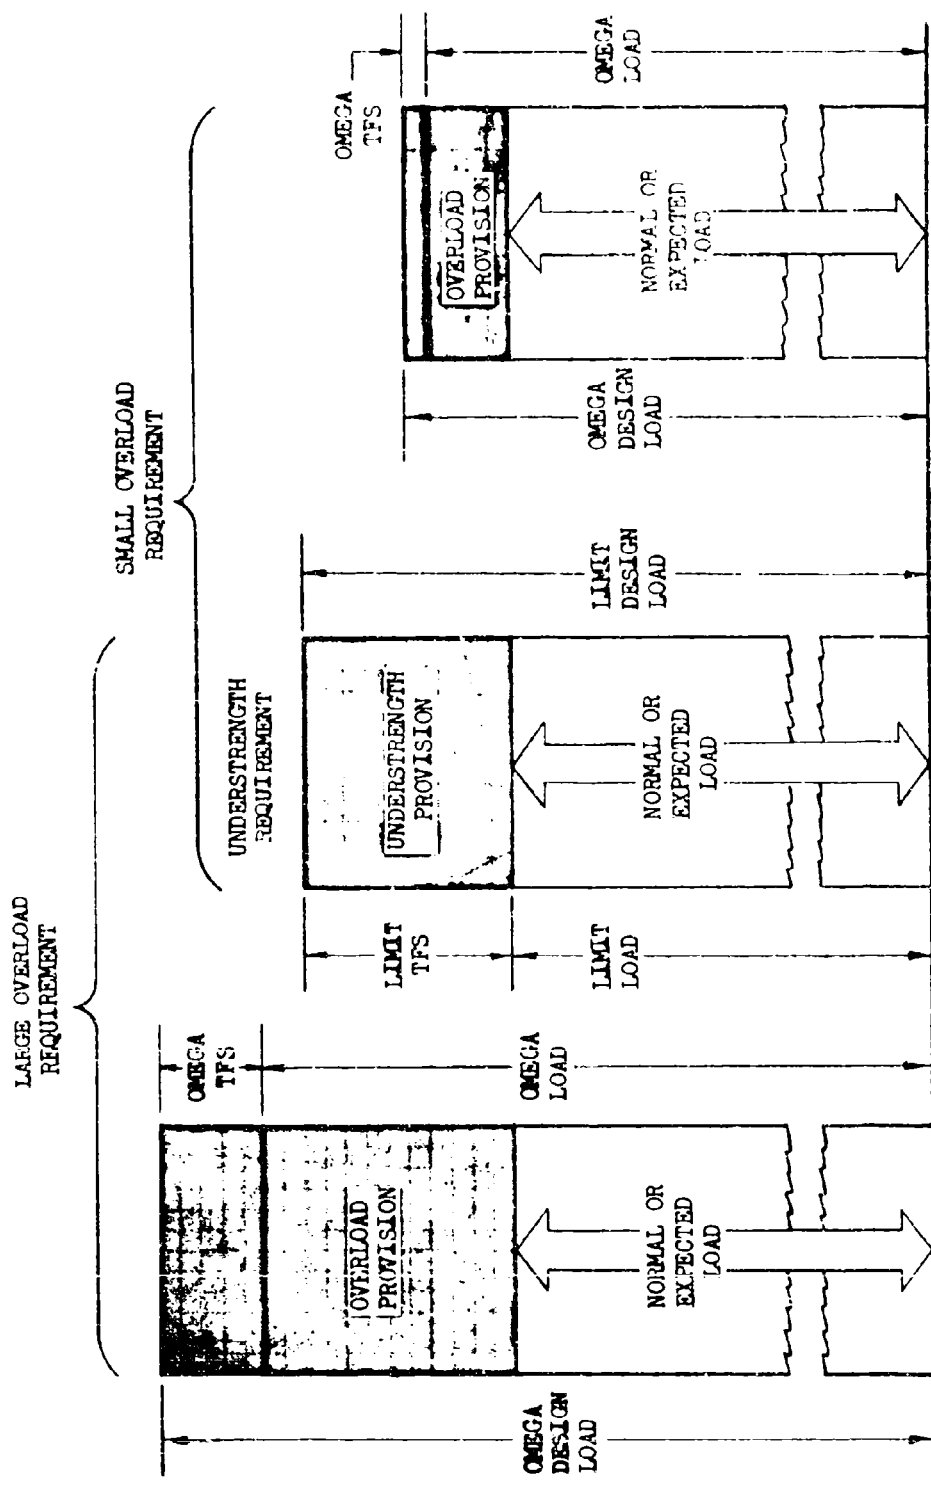 LARGE OVERLOAD
REQUIREMENT
SMALL OVERLOAD
REQUIREMENT
UNDERSTRENGTH
REQUIREMENT
OMEGA
DESIGN
LOAD
OVERLOAD
PROVISION
NORMAL OR
EXPECTED
LOAD
OMEGA
TFS
OMEGA
LOAD
LIMIT
TFS
LIMIT
LOAD
UNDERSTRENGTH
PROVISION
NORMAL OR
EXPECTED
LOAD
LIMIT
DESIGN
LOAD
OMEGA
DESIGN
LOAD
OVERLOAD
PROVISION
NORMAL OR
EXPECTED
LOAD
OMEGA
TFS
OMEGA
LOAD